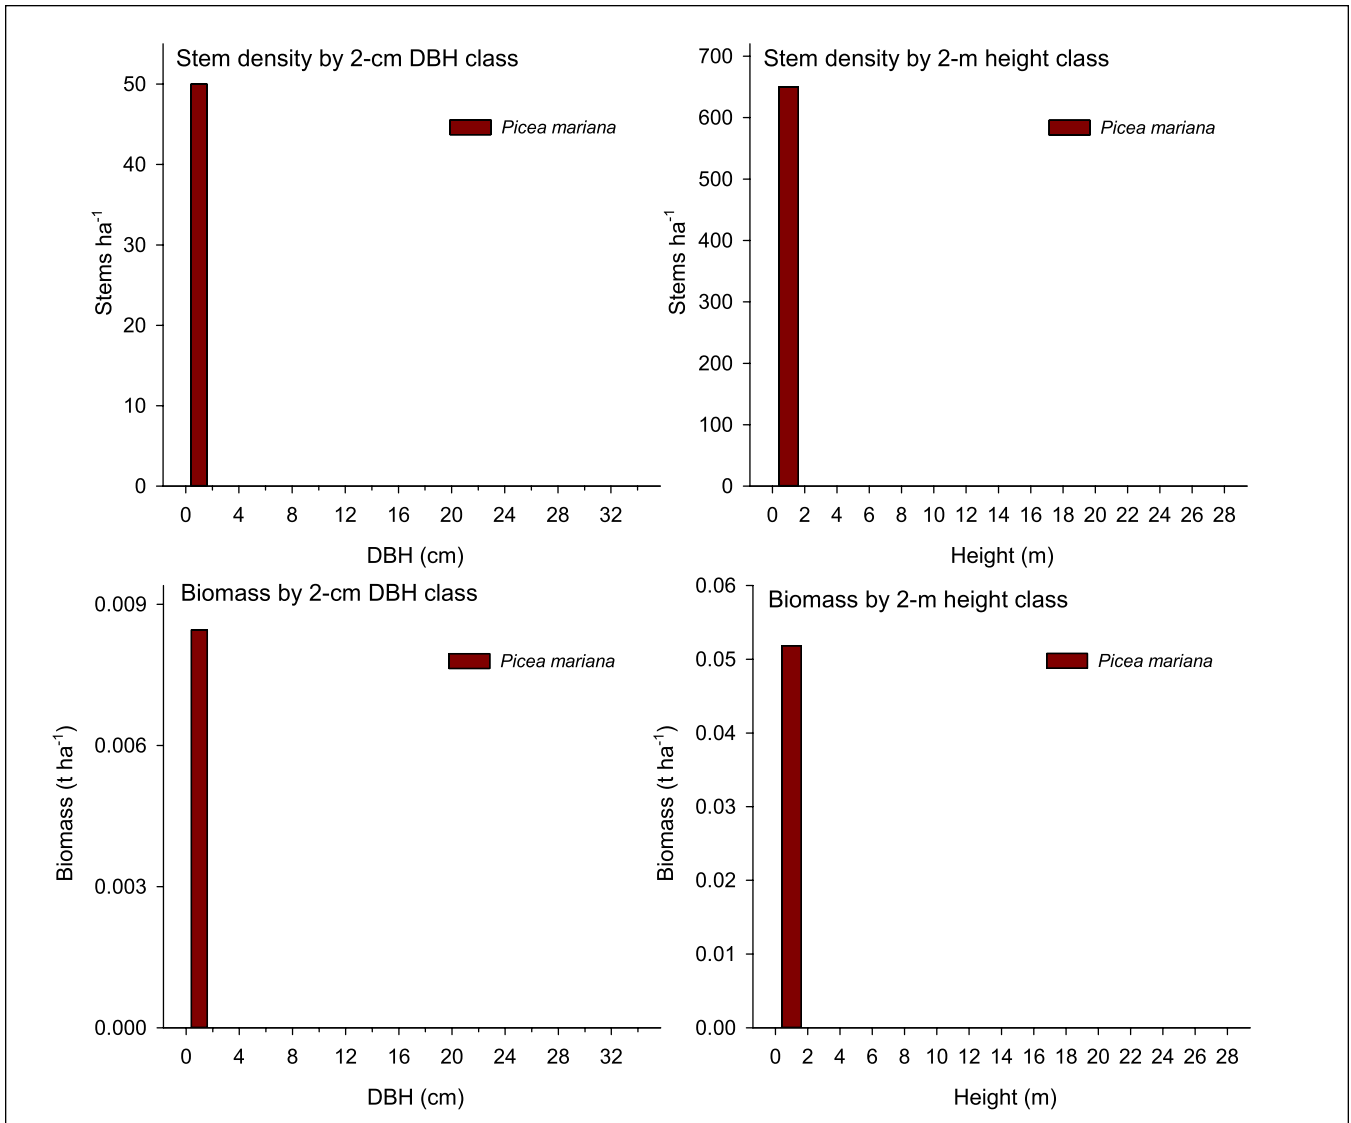 Stem density by 2-cm DBH class
50
40
30
20
10
0
Stems ha⁻¹
Picea mariana
0 4 8 12 16 20 24 28 32
DBH (cm)
Stem density by 2-m height class
700
600
500
400
300
200
100
0
Stems ha⁻¹
Picea mariana
0 2 4 6 8 10 12 14 16 18 20 22 24 26 28
Height (m)
Biomass by 2-cm DBH class
0.009
0.006
0.003
0.000
Biomass (t ha⁻¹)
Picea mariana
0 4 8 12 16 20 24 28 32
DBH (cm)
Biomass by 2-m height class
0.06
0.05
0.04
0.03
0.02
0.01
0.00
Biomass (t ha⁻¹)
Picea mariana
0 2 4 6 8 10 12 14 16 18 20 22 24 26 28
Height (m)